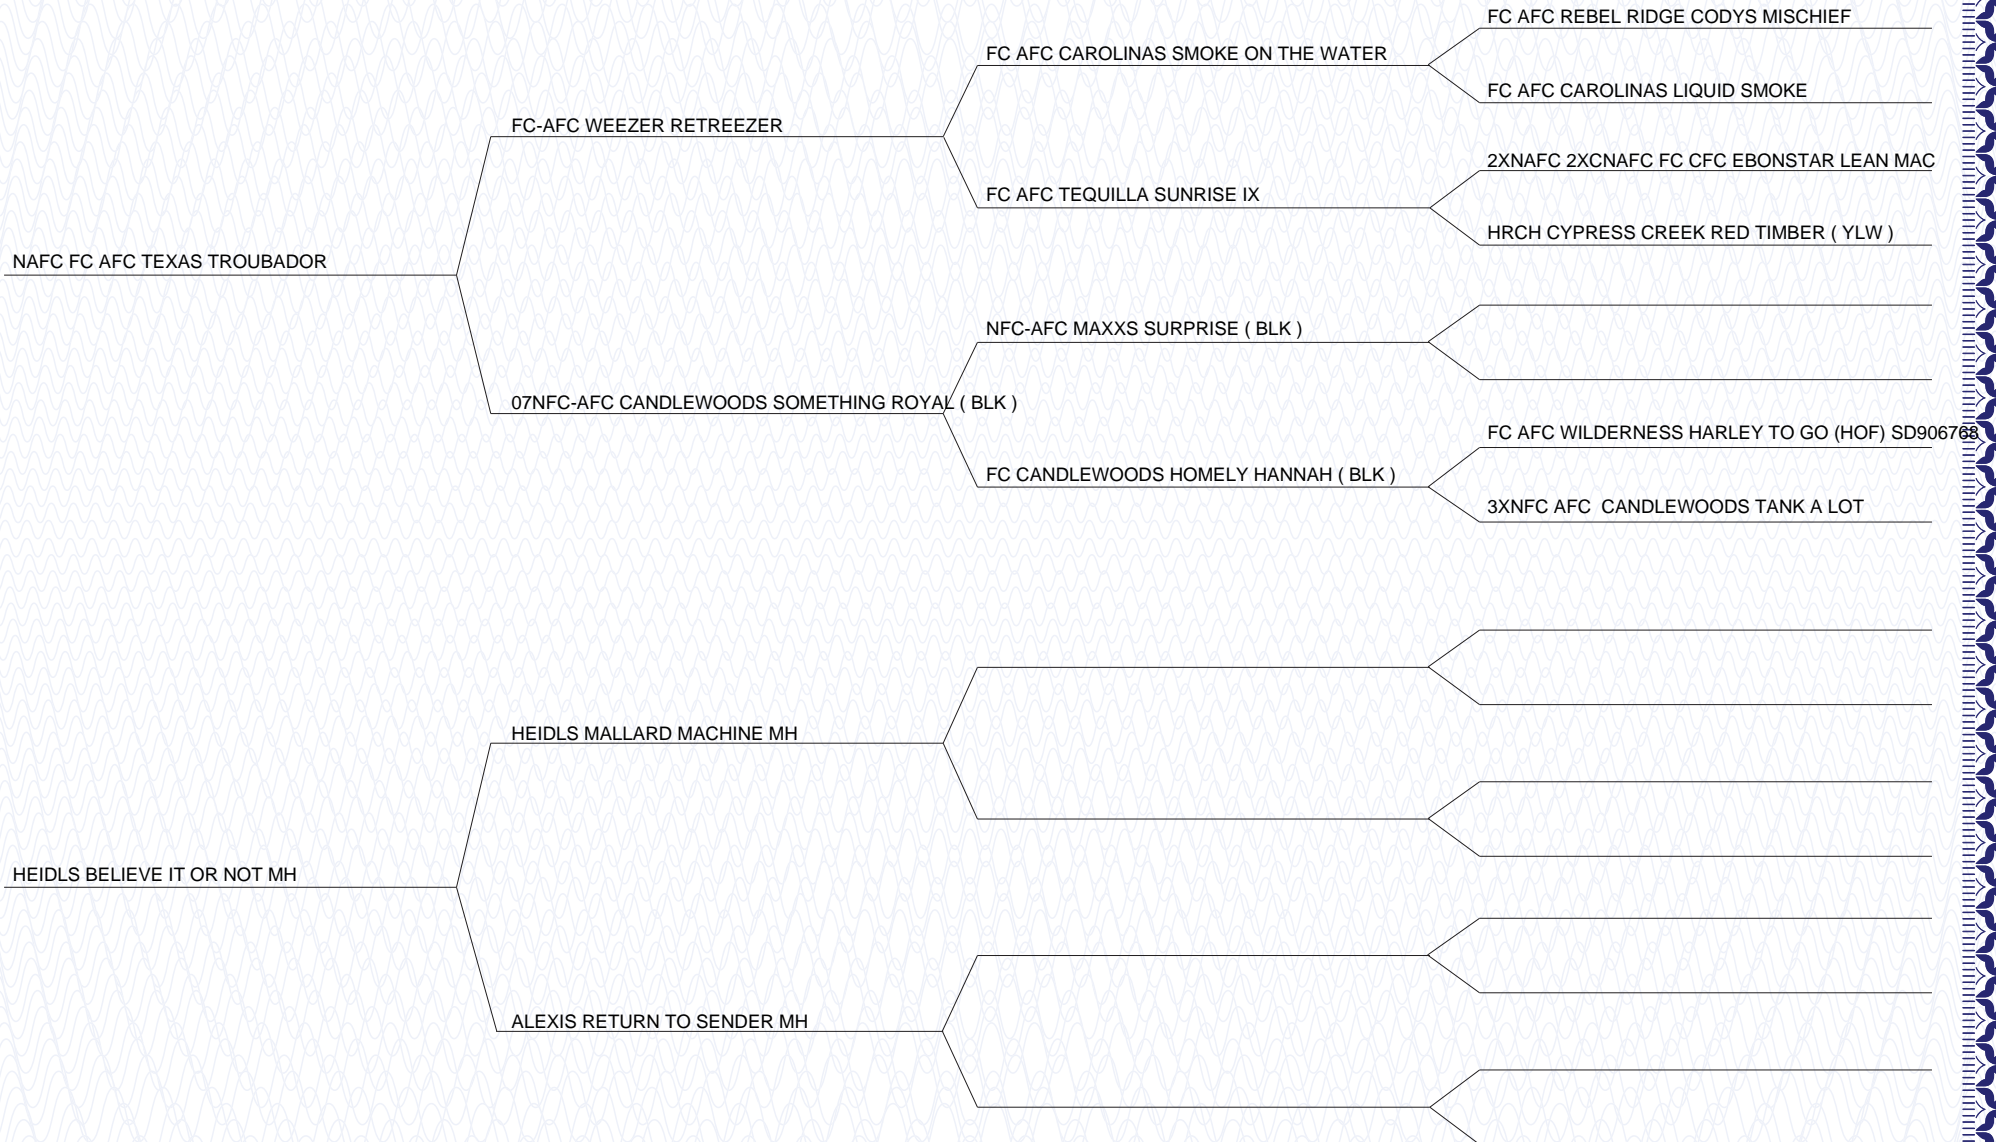 FC AFC REBEL RIDGE CODYS MISCHIEF
FC AFC CAROLINAS SMOKE ON THE WATER
FC AFC CAROLINAS LIQUID SMOKE
FC-AFC WEEZER RETREEZER
2XNAFC 2XCNAFC FC CFC EBONSTAR LEAN MAC
FC AFC TEQUILLA SUNRISE IX
HRCH CYPRESS CREEK RED TIMBER ( YLW )
NAFC FC AFC TEXAS TROUBADOR
NFC-AFC MAXXS SURPRISE ( BLK )
07NFC-AFC CANDLEWOODS SOMETHING ROYAL ( BLK )
FC AFC WILDERNESS HARLEY TO GO (HOF) SD906768
FC CANDLEWOODS HOMELY HANNAH ( BLK )
3XNFC AFC  CANDLEWOODS TANK A LOT
HEIDLS MALLARD MACHINE MH
HEIDLS BELIEVE IT OR NOT MH
ALEXIS RETURN TO SENDER MH